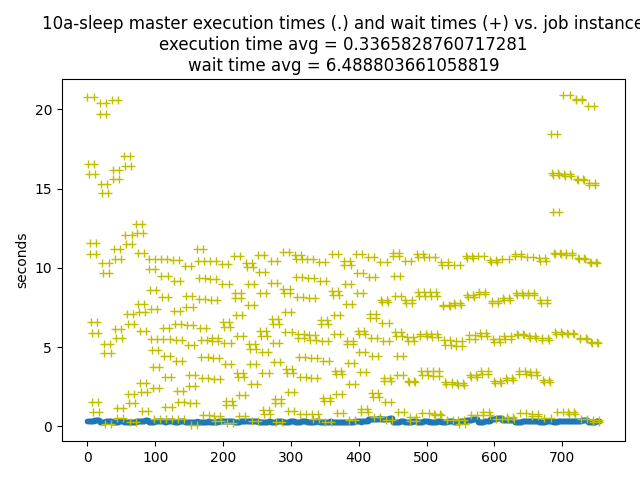 10a-sleep master execution times (.) and wait times (+) vs. job instance
execution time avg = 0.3365828760717281
wait time avg = 6.488803661058819
seconds
20
15
10
5
0
0 100 200 300 400 500 600 700